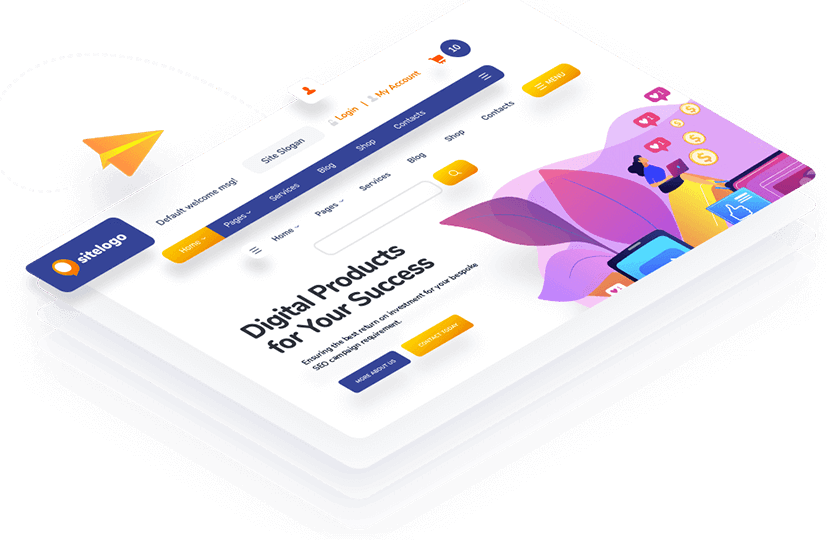 10
Login | My Account
Site Slogan
Default welcome msg!
sitelogo
Home Pages Services Blog Shop Contacts
MENU
Home Pages Services Blog Shop Contacts
Digital Products
for Your Success
Ensuring the best return on investment for your bespoke
SEO campaign requirement.
MORE ABOUT US
CONTACT TODAY